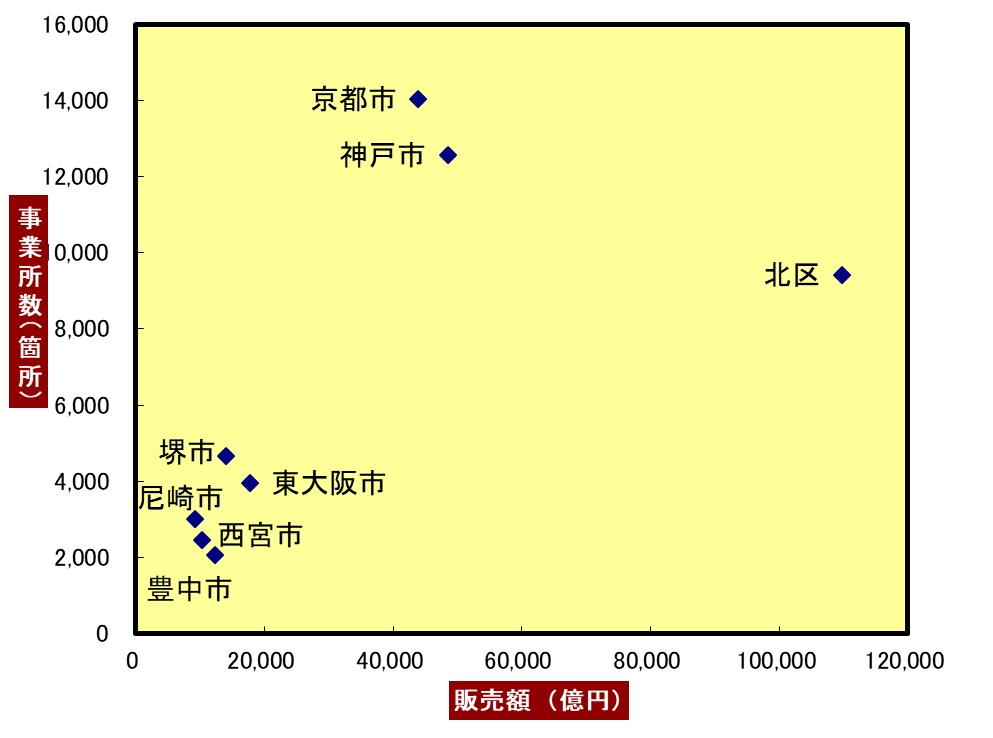 16,000
14,000
12,000
10,000
8,000
6,000
4,000
2,000
0
事業所数(箇所)
京都市
神戸市
北区
堺市
東大阪市
尼崎市
西宮市
豊中市
0
20,000
40,000
60,000
80,000
100,000
120,000
販売額（億円）